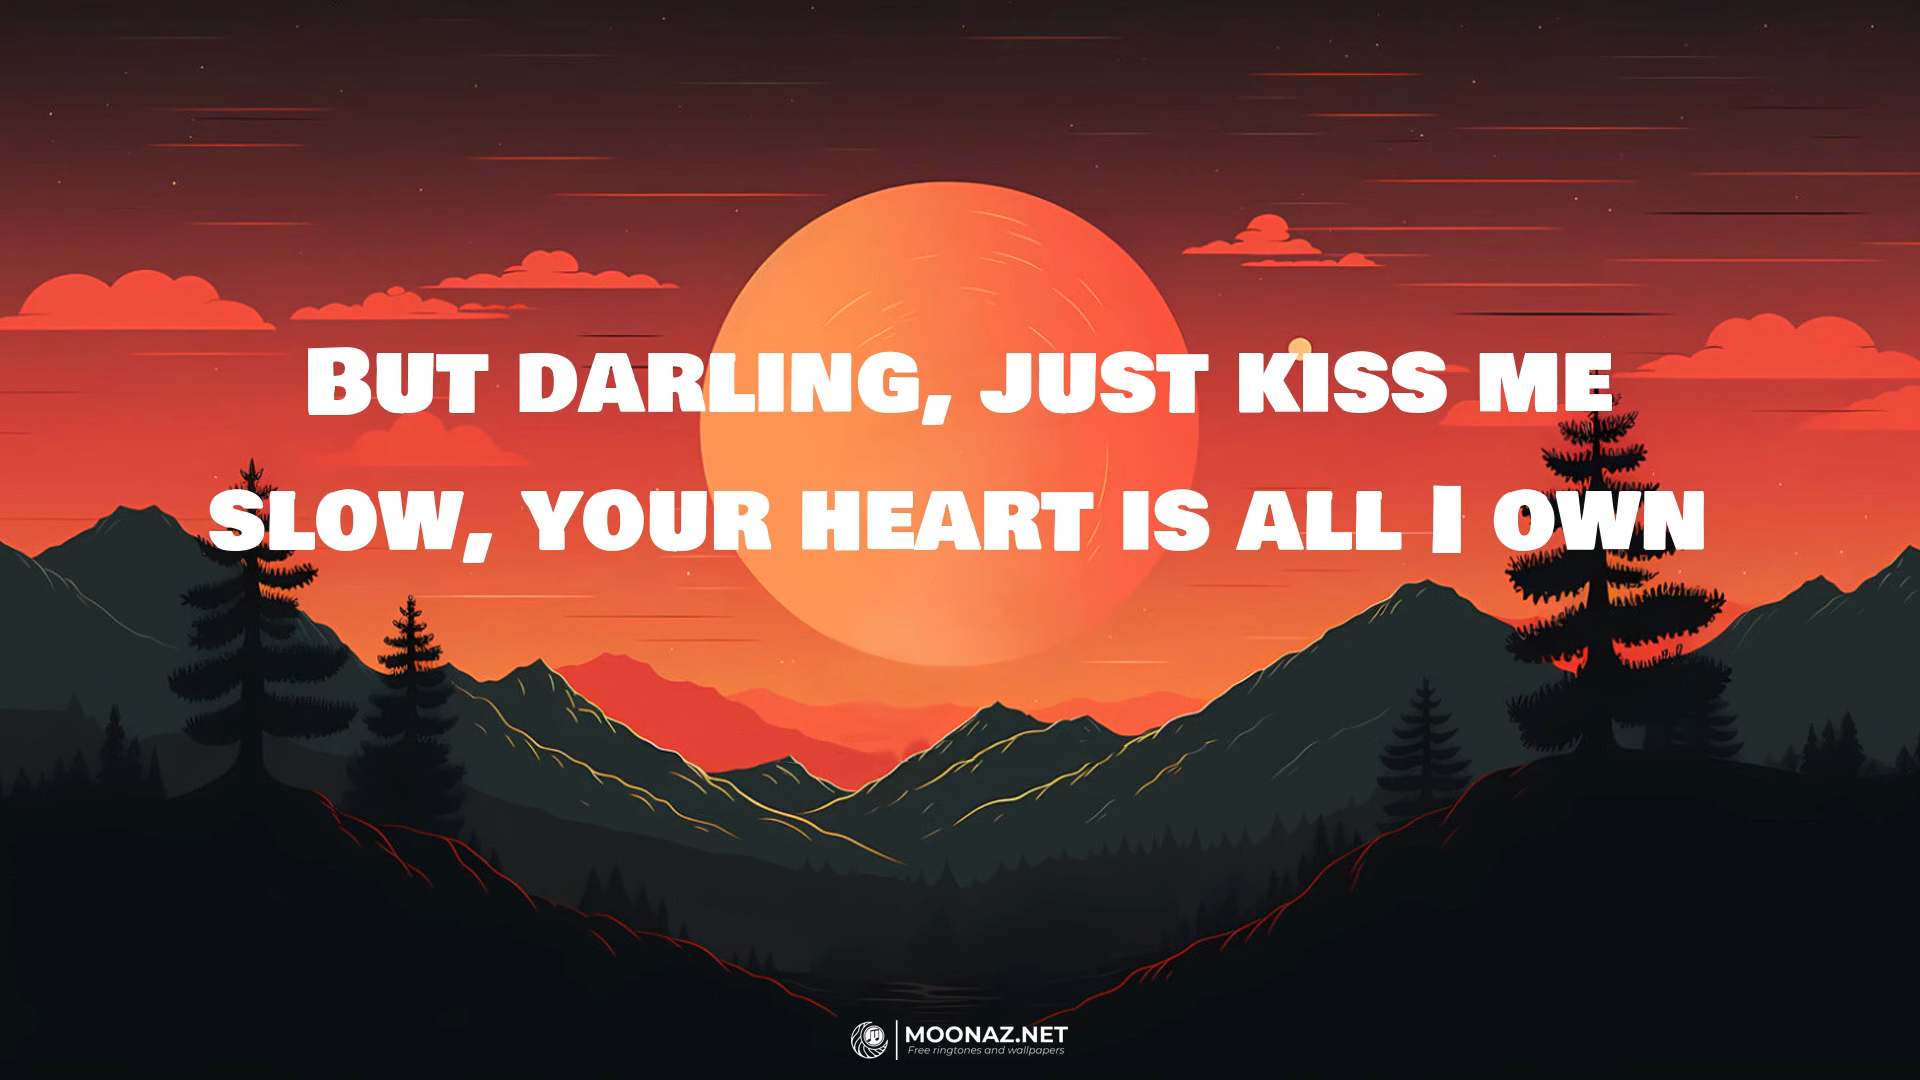 But darling, just kiss me
slow, your heart is all I own
MOONAZ.NET
Free ringtones and wallpapers